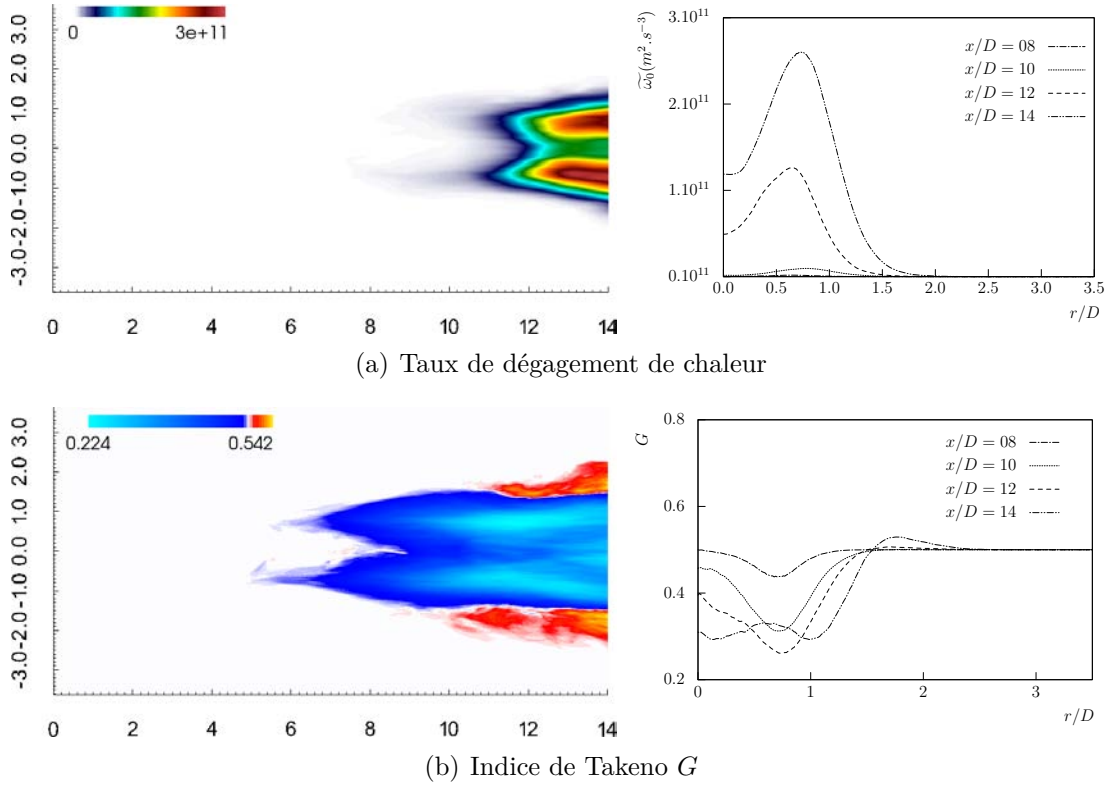 0 3e+11
3.0
2.0
1.0
0.0
-1.0
-2.0
-3.0
0 2 4 6 8 10 12 14
3.10¹¹
2.10¹¹
1.10¹¹
0.10¹¹
ω̃₀(m².s⁻³)
x/D = 08
x/D = 10
x/D = 12
x/D = 14
0.0 0.5 1.0 1.5 2.0 2.5 3.0 3.5
r/D
(a) Taux de dégagement de chaleur
0.224 0.542
3.0
2.0
1.0
0.0
-1.0
-2.0
-3.0
0 2 4 6 8 10 12 14
0.8
0.6
0.4
0.2
G
x/D = 08
x/D = 10
x/D = 12
x/D = 14
0 1 2 3
r/D
(b) Indice de Takeno G